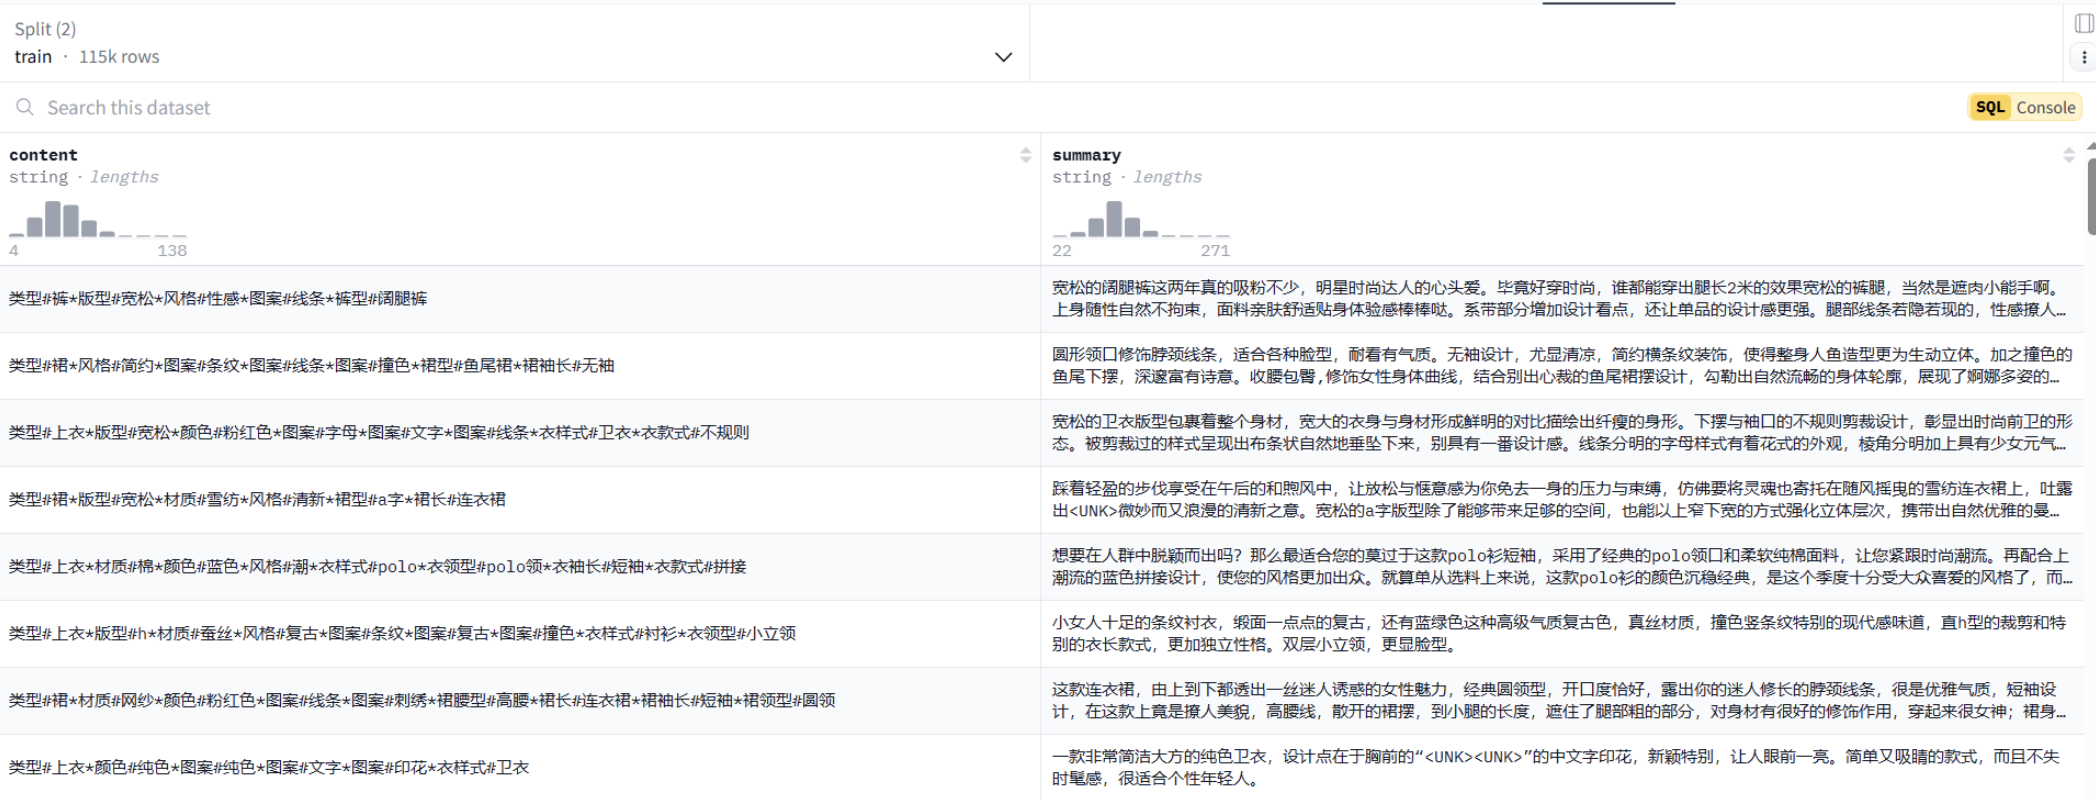 Split (2)
train · 115k rows
Search this dataset
SQL Console
content
string · lengths
4 138
summary
string · lengths
22 271
类型#裤*版型#宽松*风格#性感*图案#线条*裤型#阔腿裤
宽松的阔腿裤这两年真的吸粉不少，明星时尚达人的心头爱。毕竟好穿时尚，谁都能穿出腿长2米的效果宽松的裤腿，当然是遮肉小能手啊。
上身随性自然不拘束，面料亲肤舒适贴身体验感棒棒哒。系带部分增加设计看点，还让单品的设计感更强。腿部线条若隐若现的，性感撩人…
类型#裙*风格#简约*图案#条纹*图案#线条*图案#撞色*裙型#鱼尾裙*裙袖长#无袖
圆形领口修饰脖颈线条，适合各种脸型，耐看有气质。无袖设计，尤显清凉，简约横条纹装饰，使得整身人鱼造型更为生动立体。加之撞色的
鱼尾下摆，深邃富有诗意。收腰包臀,修饰女性身体曲线，结合别出心裁的鱼尾裙摆设计，勾勒出自然流畅的身体轮廓，展现了婀娜多姿的…
类型#上衣*版型#宽松*颜色#粉红色*图案#字母*图案#文字*图案#线条*衣样式#卫衣*衣款式#不规则
宽松的卫衣版型包裹着整个身材，宽大的衣身与身材形成鲜明的对比描绘出纤瘦的身形。下摆与袖口的不规则剪裁设计，彰显出时尚前卫的形
态。被剪裁过的样式呈现出布条状自然地垂坠下来，别具有一番设计感。线条分明的字母样式有着花式的外观，棱角分明加上具有少女元气…
类型#裙*版型#宽松*材质#雪纺*风格#清新*裙型#a字*裙长#连衣裙
踩着轻盈的步伐享受在午后的和煦风中，让放松与惬意感为你免去一身的压力与束缚，仿佛要将灵魂也寄托在随风摇曳的雪纺连衣裙上，吐露
出<UNK>微妙而又浪漫的清新之意。宽松的a字版型除了能够带来足够的空间，也能以上窄下宽的方式强化立体层次，携带出自然优雅的曼…
类型#上衣*材质#棉*颜色#蓝色*风格#潮*衣样式#polo*衣领型#polo领*衣袖长#短袖*衣款式#拼接
想要在人群中脱颖而出吗？那么最适合您的莫过于这款polo衫短袖，采用了经典的polo领口和柔软纯棉面料，让您紧跟时尚潮流。再配合上
潮流的蓝色拼接设计，使您的风格更加出众。就算单从选料上来说，这款polo衫的颜色沉稳经典，是这个季度十分受大众喜爱的风格了，而…
类型#上衣*版型#h*材质#蚕丝*风格#复古*图案#条纹*图案#复古*图案#撞色*衣样式#衬衫*衣领型#小立领
小女人十足的条纹衬衣，缎面一点点的复古，还有蓝绿色这种高级气质复古色，真丝材质，撞色竖条纹特别的现代感味道，直h型的裁剪和特
别的衣长款式，更加独立性格。双层小立领，更显脸型。
类型#裙*材质#网纱*颜色#粉红色*图案#线条*图案#刺绣*裙腰型#高腰*裙长#连衣裙*裙袖长#短袖*裙领型#圆领
这款连衣裙，由上到下都透出一丝迷人诱惑的女性魅力，经典圆领型，开口度恰好，露出你的迷人修长的脖颈线条，很是优雅气质，短袖设
计，在这款上竟是撩人美貌，高腰线，散开的裙摆，到小腿的长度，遮住了腿部粗的部分，对身材有很好的修饰作用，穿起来很女神；裙身…
类型#上衣*颜色#纯色*图案#纯色*图案#文字*图案#印花*衣样式#卫衣
一款非常简洁大方的纯色卫衣，设计点在于胸前的“<UNK><UNK>”的中文字印花，新颖特别，让人眼前一亮。简单又吸睛的款式，而且不失
时髦感，很适合个性年轻人。